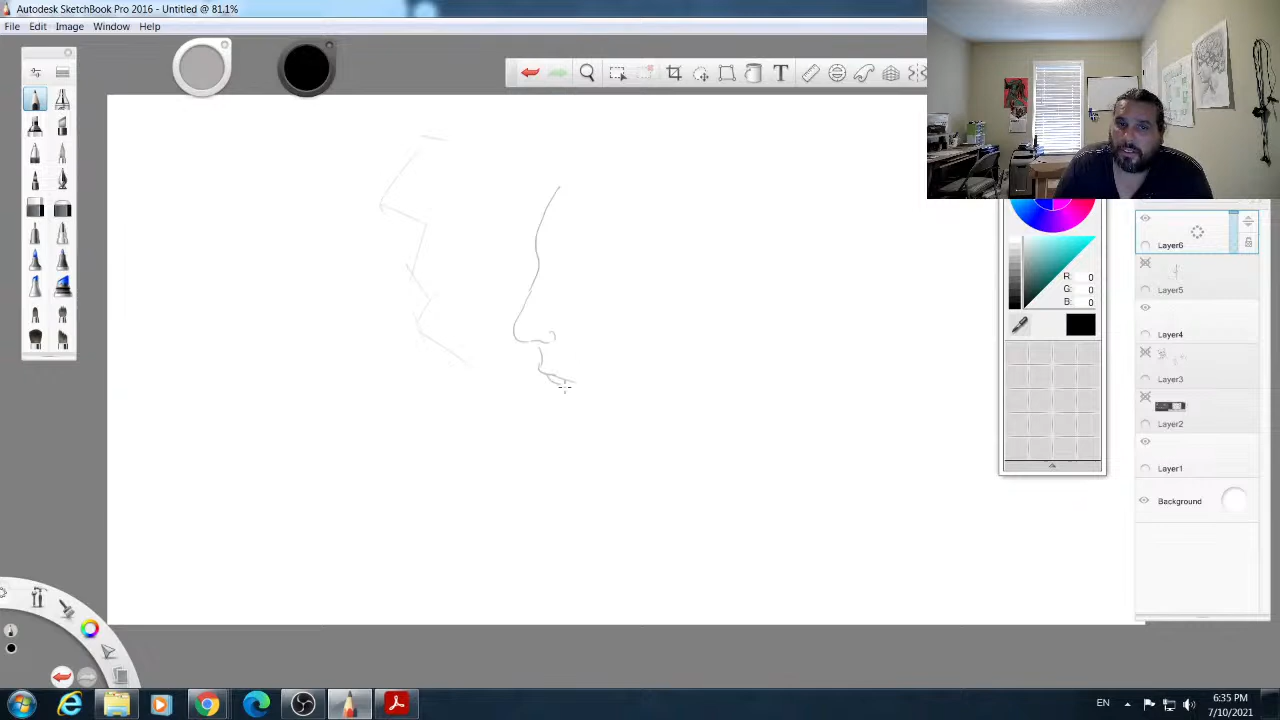 Autodesk SketchBook Pro 2016 - Untitled @ 81.1%
File Edit Image Window Help
T
Layer6
Layer5
R: 0
G: 0
B: 0
Layer4
Layer3
Layer2
Layer1
Background
EN
6:35 PM
7/10/2021